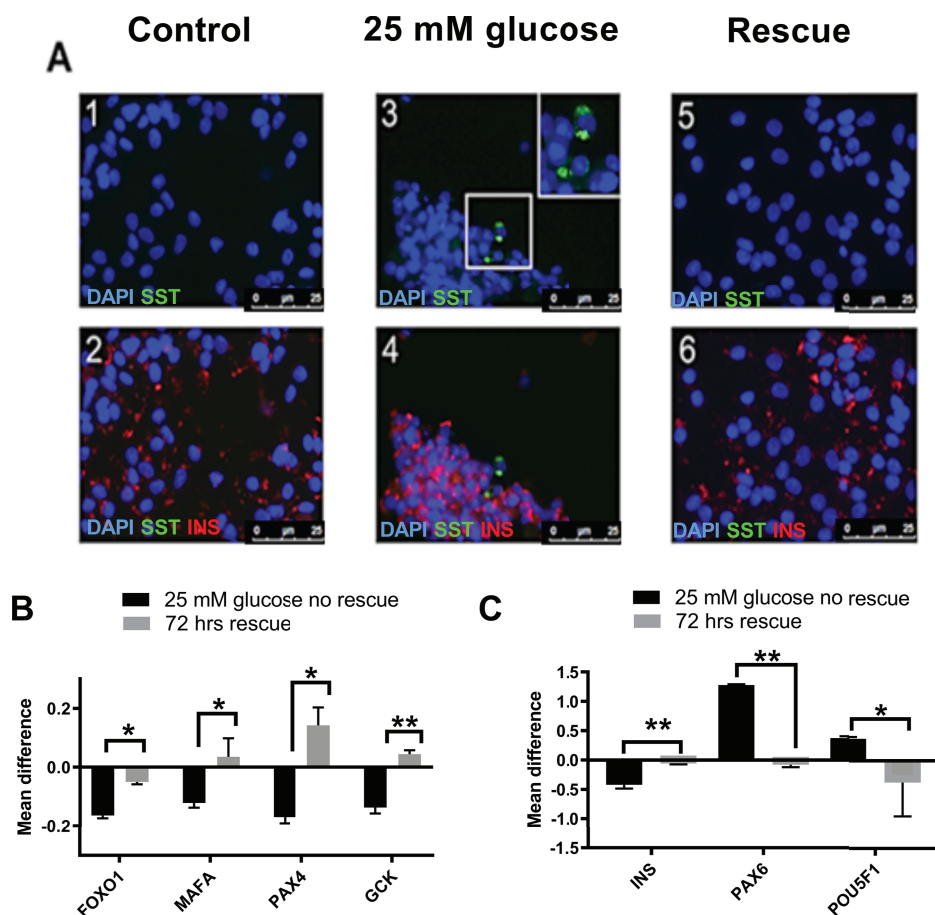 Control 25 mM glucose Rescue
A
1 3 5
DAPI SST DAPI SST DAPI SST
0 µm 25 0 µm 25 0 µm 25
2 4 6
DAPI SST INS DAPI SST INS DAPI SST INS
0 µm 25 0 µm 25 0 µm 25
B
25 mM glucose no rescue
72 hrs rescue
Mean difference
0.2
0.0
-0.2
* * * **
FOXO1 MAFA PAX4 GCK
C
25 mM glucose no rescue
72 hrs rescue
Mean difference
1.5
1.0
0.5
0.0
-0.5
-1.0
-1.5
** ** *
INS PAX6 POU5F1